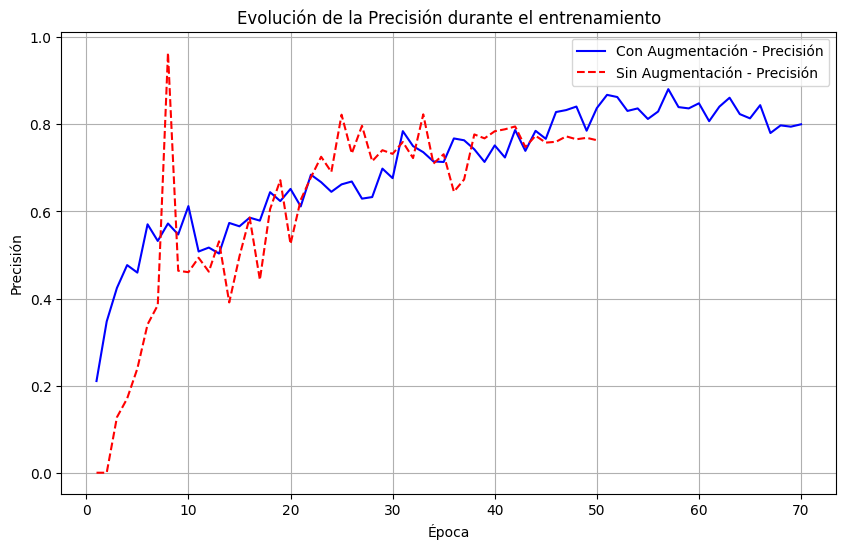 Evolución de la Precisión durante el entrenamiento
Con Augmentación - Precisión
Sin Augmentación - Precisión
Precisión
1.0
0.8
0.6
0.4
0.2
0.0
0 10 20 30 40 50 60 70
Época